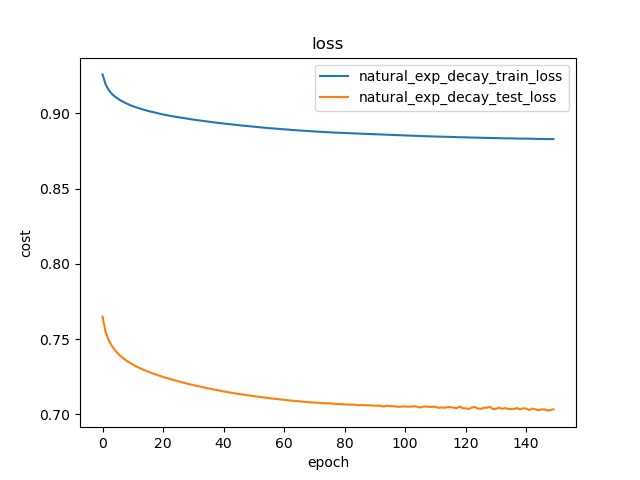 loss
natural_exp_decay_train_loss
natural_exp_decay_test_loss
0.90
0.85
0.80
0.75
0.70
cost
0 20 40 60 80 100 120 140
epoch